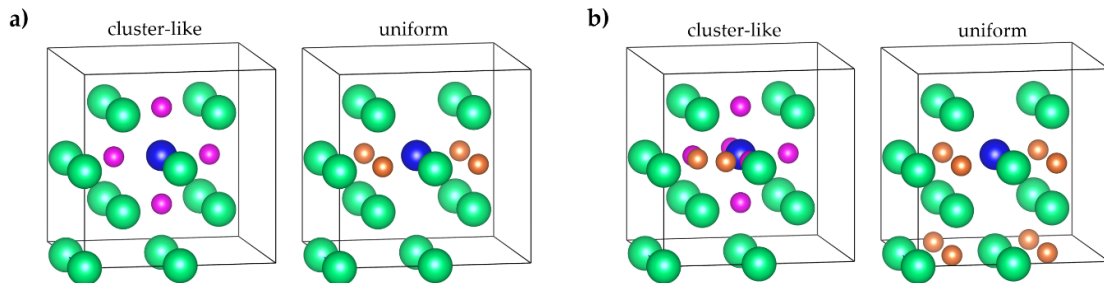 a)
cluster-like
uniform
b)
cluster-like
uniform